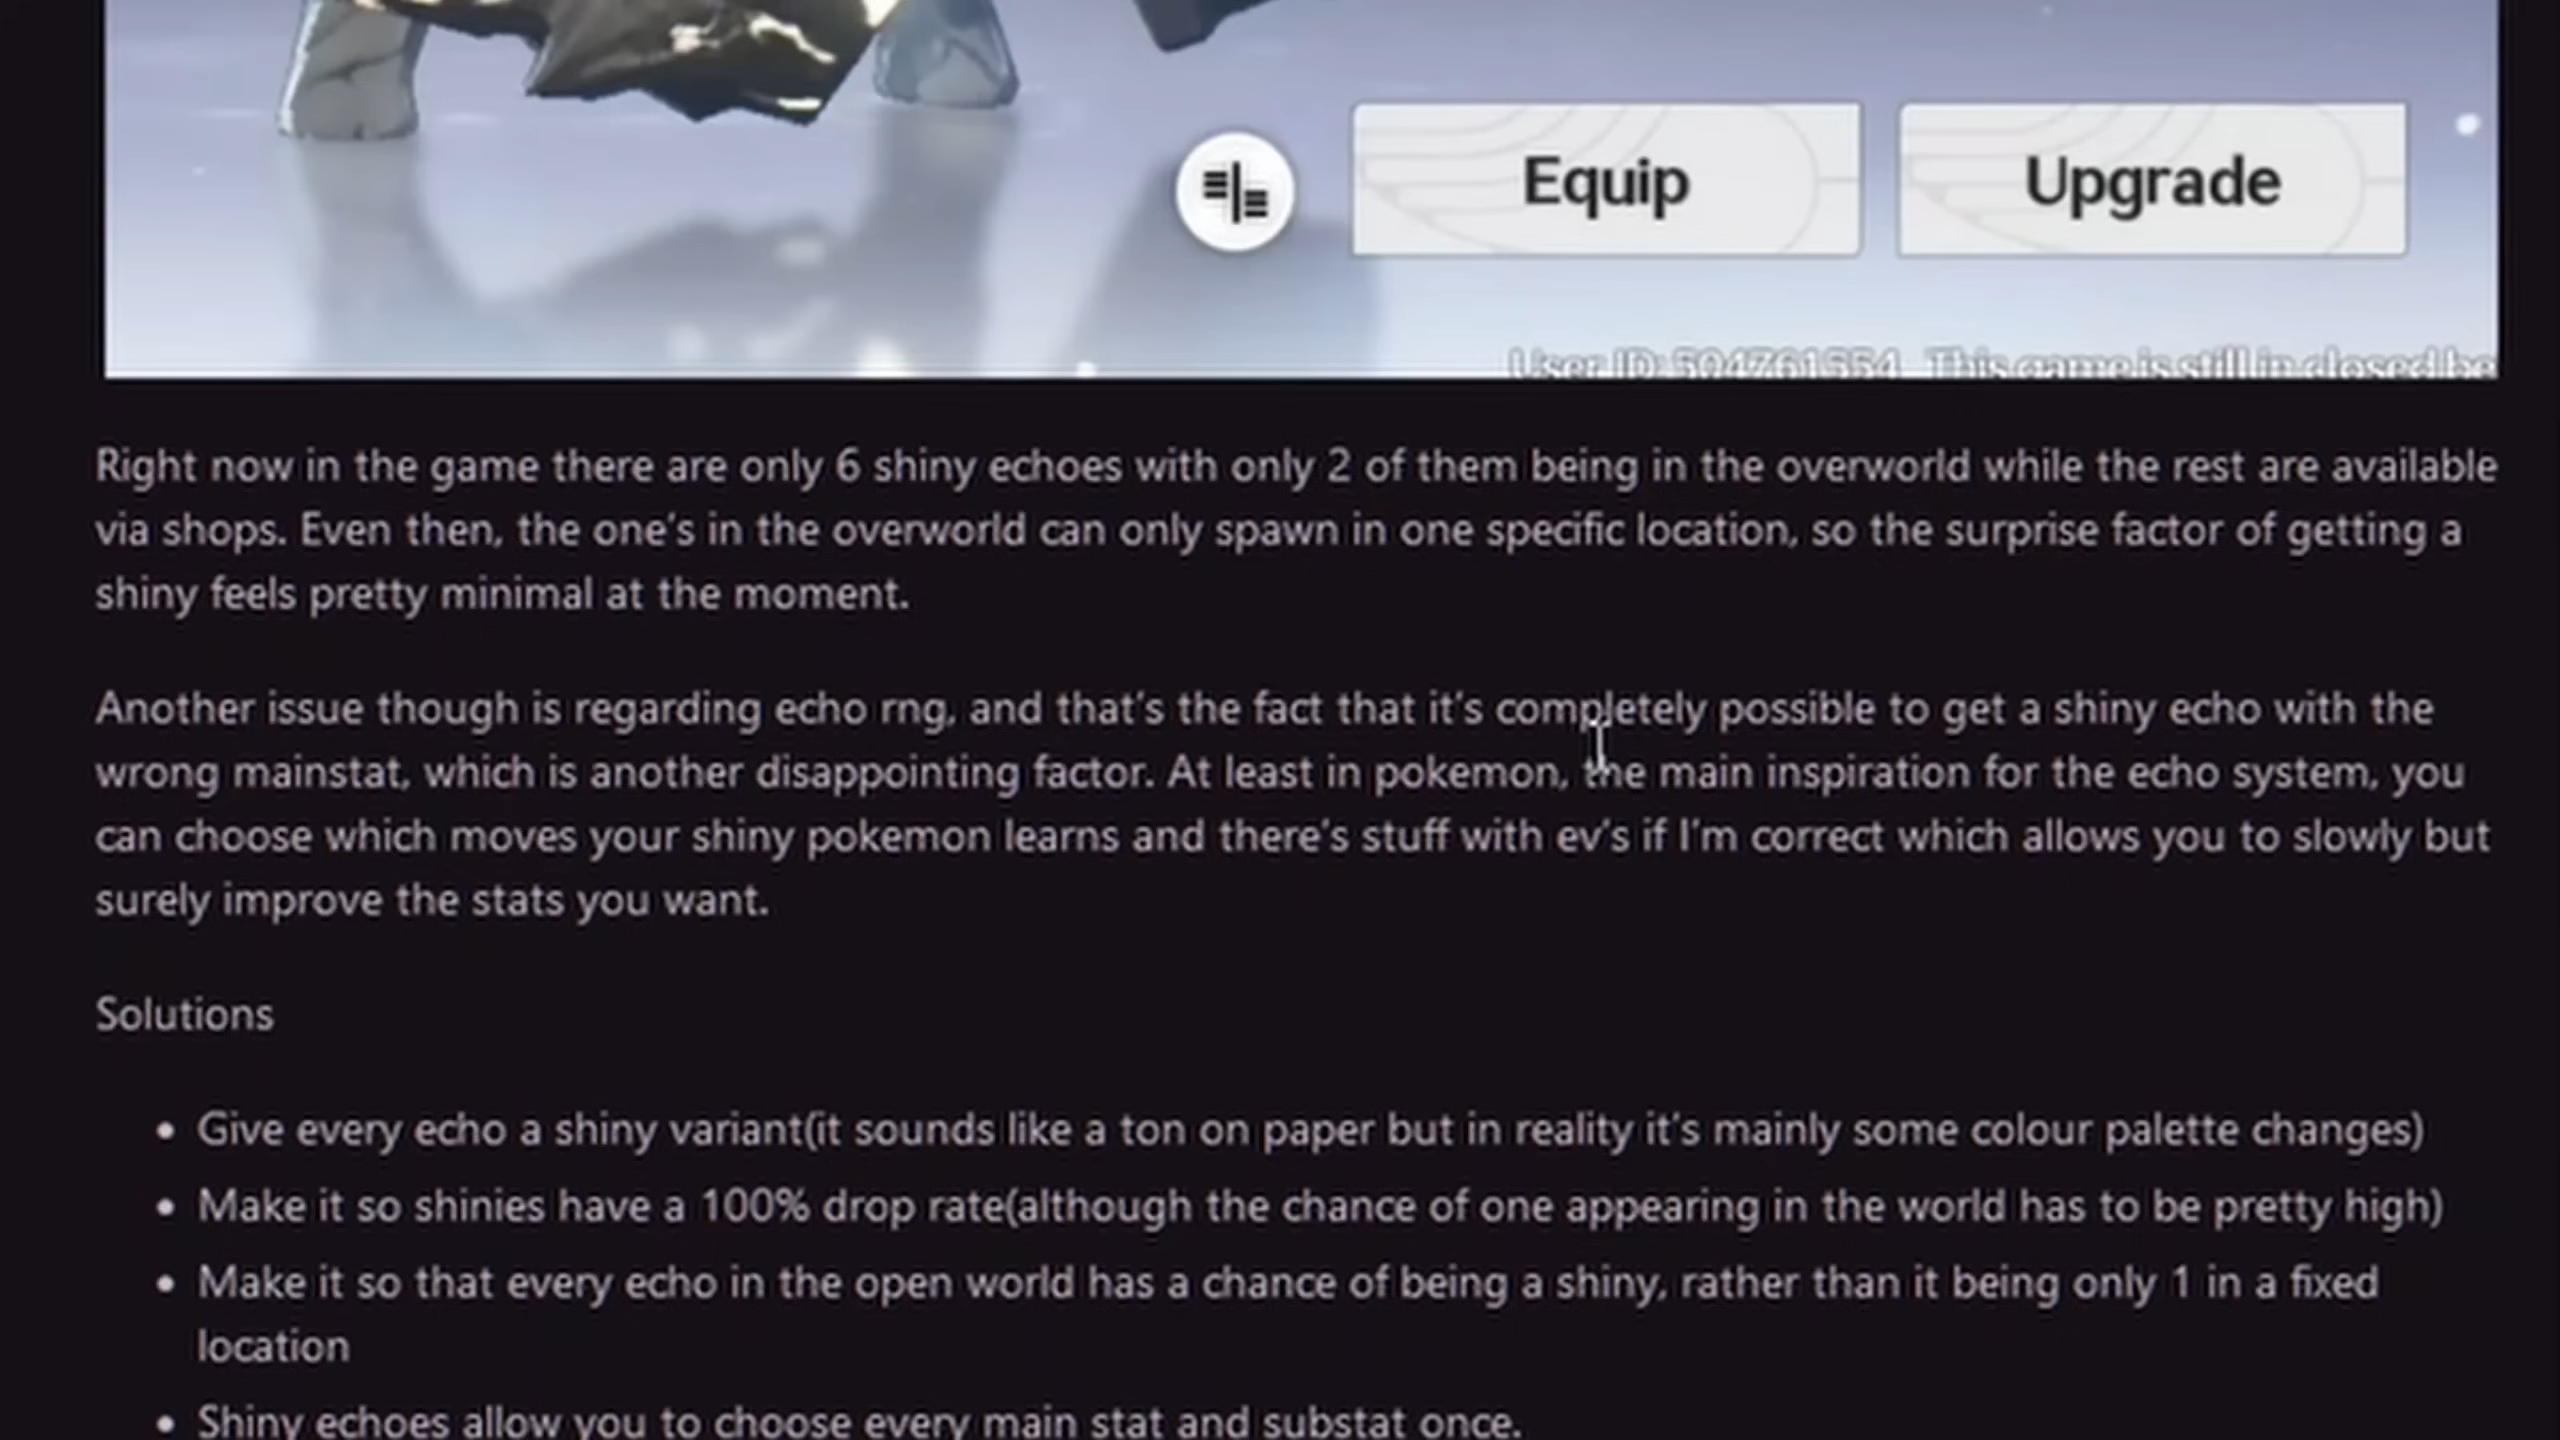 Equip
Upgrade
User ID: 504761554 This game is still in closed be
Right now in the game there are only 6 shiny echoes with only 2 of them being in the overworld while the rest are available
via shops. Even then, the one's in the overworld can only spawn in one specific location, so the surprise factor of getting a
shiny feels pretty minimal at the moment.
Another issue though is regarding echo rng, and that's the fact that it's completely possible to get a shiny echo with the
wrong mainstat, which is another disappointing factor. At least in pokemon, the main inspiration for the echo system, you
can choose which moves your shiny pokemon learns and there's stuff with ev's if I'm correct which allows you to slowly but
surely improve the stats you want.
Solutions
• Give every echo a shiny variant(it sounds like a ton on paper but in reality it's mainly some colour palette changes)
• Make it so shinies have a 100% drop rate(although the chance of one appearing in the world has to be pretty high)
• Make it so that every echo in the open world has a chance of being a shiny, rather than it being only 1 in a fixed
location
• Shiny echoes allow you to choose every main stat and substat once.